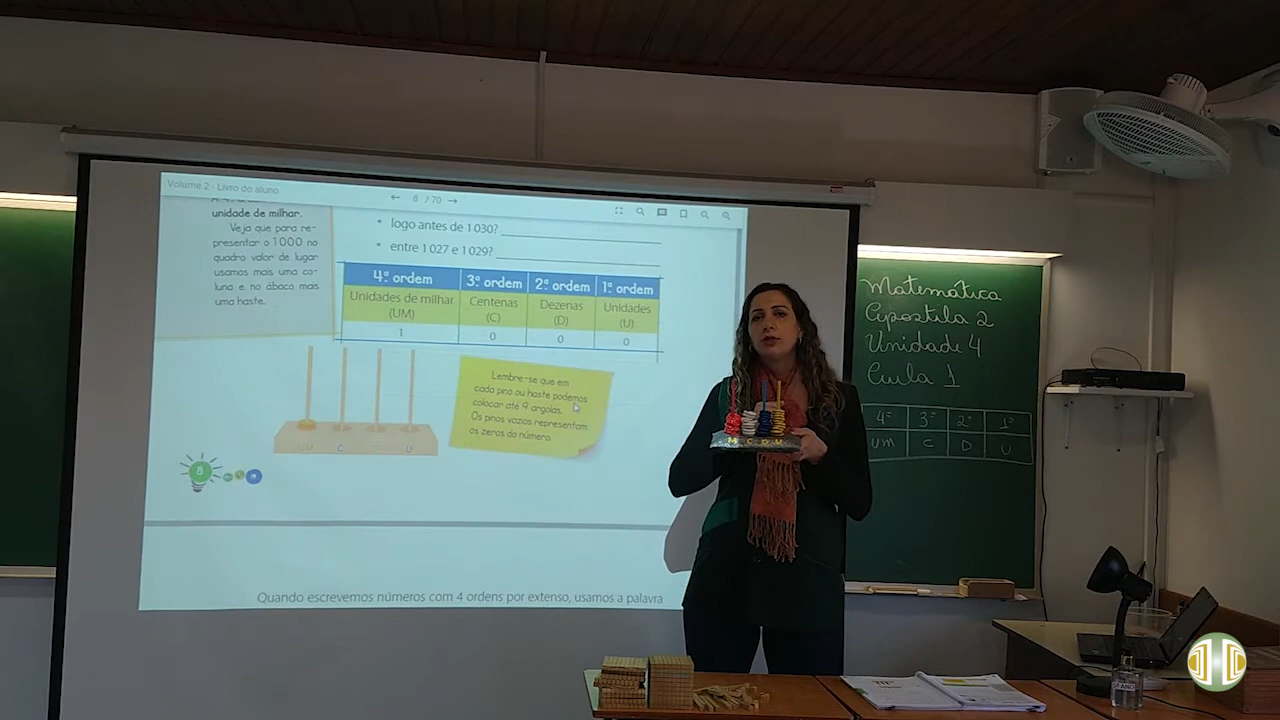 Volume 2 - Livro do aluno
8 / 70
unidade de milhar.
Veja que para re-
presentar o 1000 no
quadro valor de lugar
usamos mais uma co-
luna e no ábaco mais
uma haste.
• logo antes de 1 030?
• entre 1 027 e 1 029?
4ª ordem 3ª ordem 2ª ordem 1ª ordem
Unidades de milhar Centenas Dezenas Unidades
(UM) (C) (D) (U)
1 0 0 0
UM C U
Lembre-se que em
cada pino ou haste podemos
colocar até 9 argolas.
Os pinos vazios representam
os zeros do número.
8
Quando escrevemos números com 4 ordens por extenso, usamos a palavra
M C D U
Matemática
Apostila 2
Unidade 4
Aula 1
4ª 3ª 2ª 1ª
UM C D U